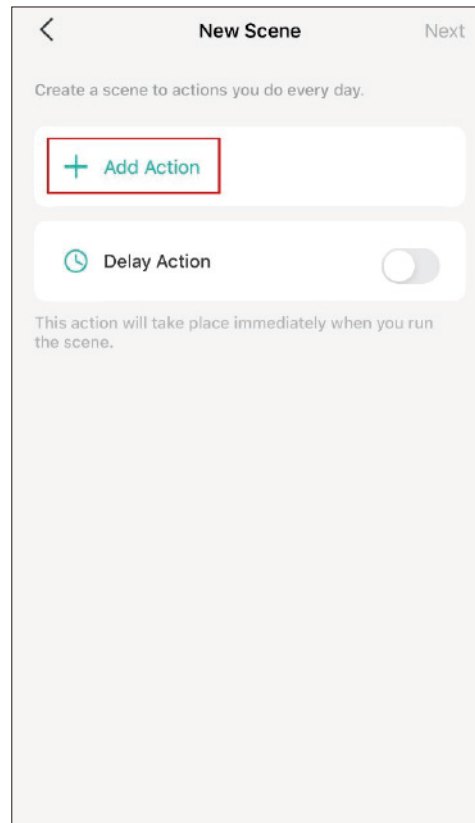 New Scene
Next
Create a scene to actions you do every day.
Add Action
Delay Action
This action will take place immediately when you run
the scene.